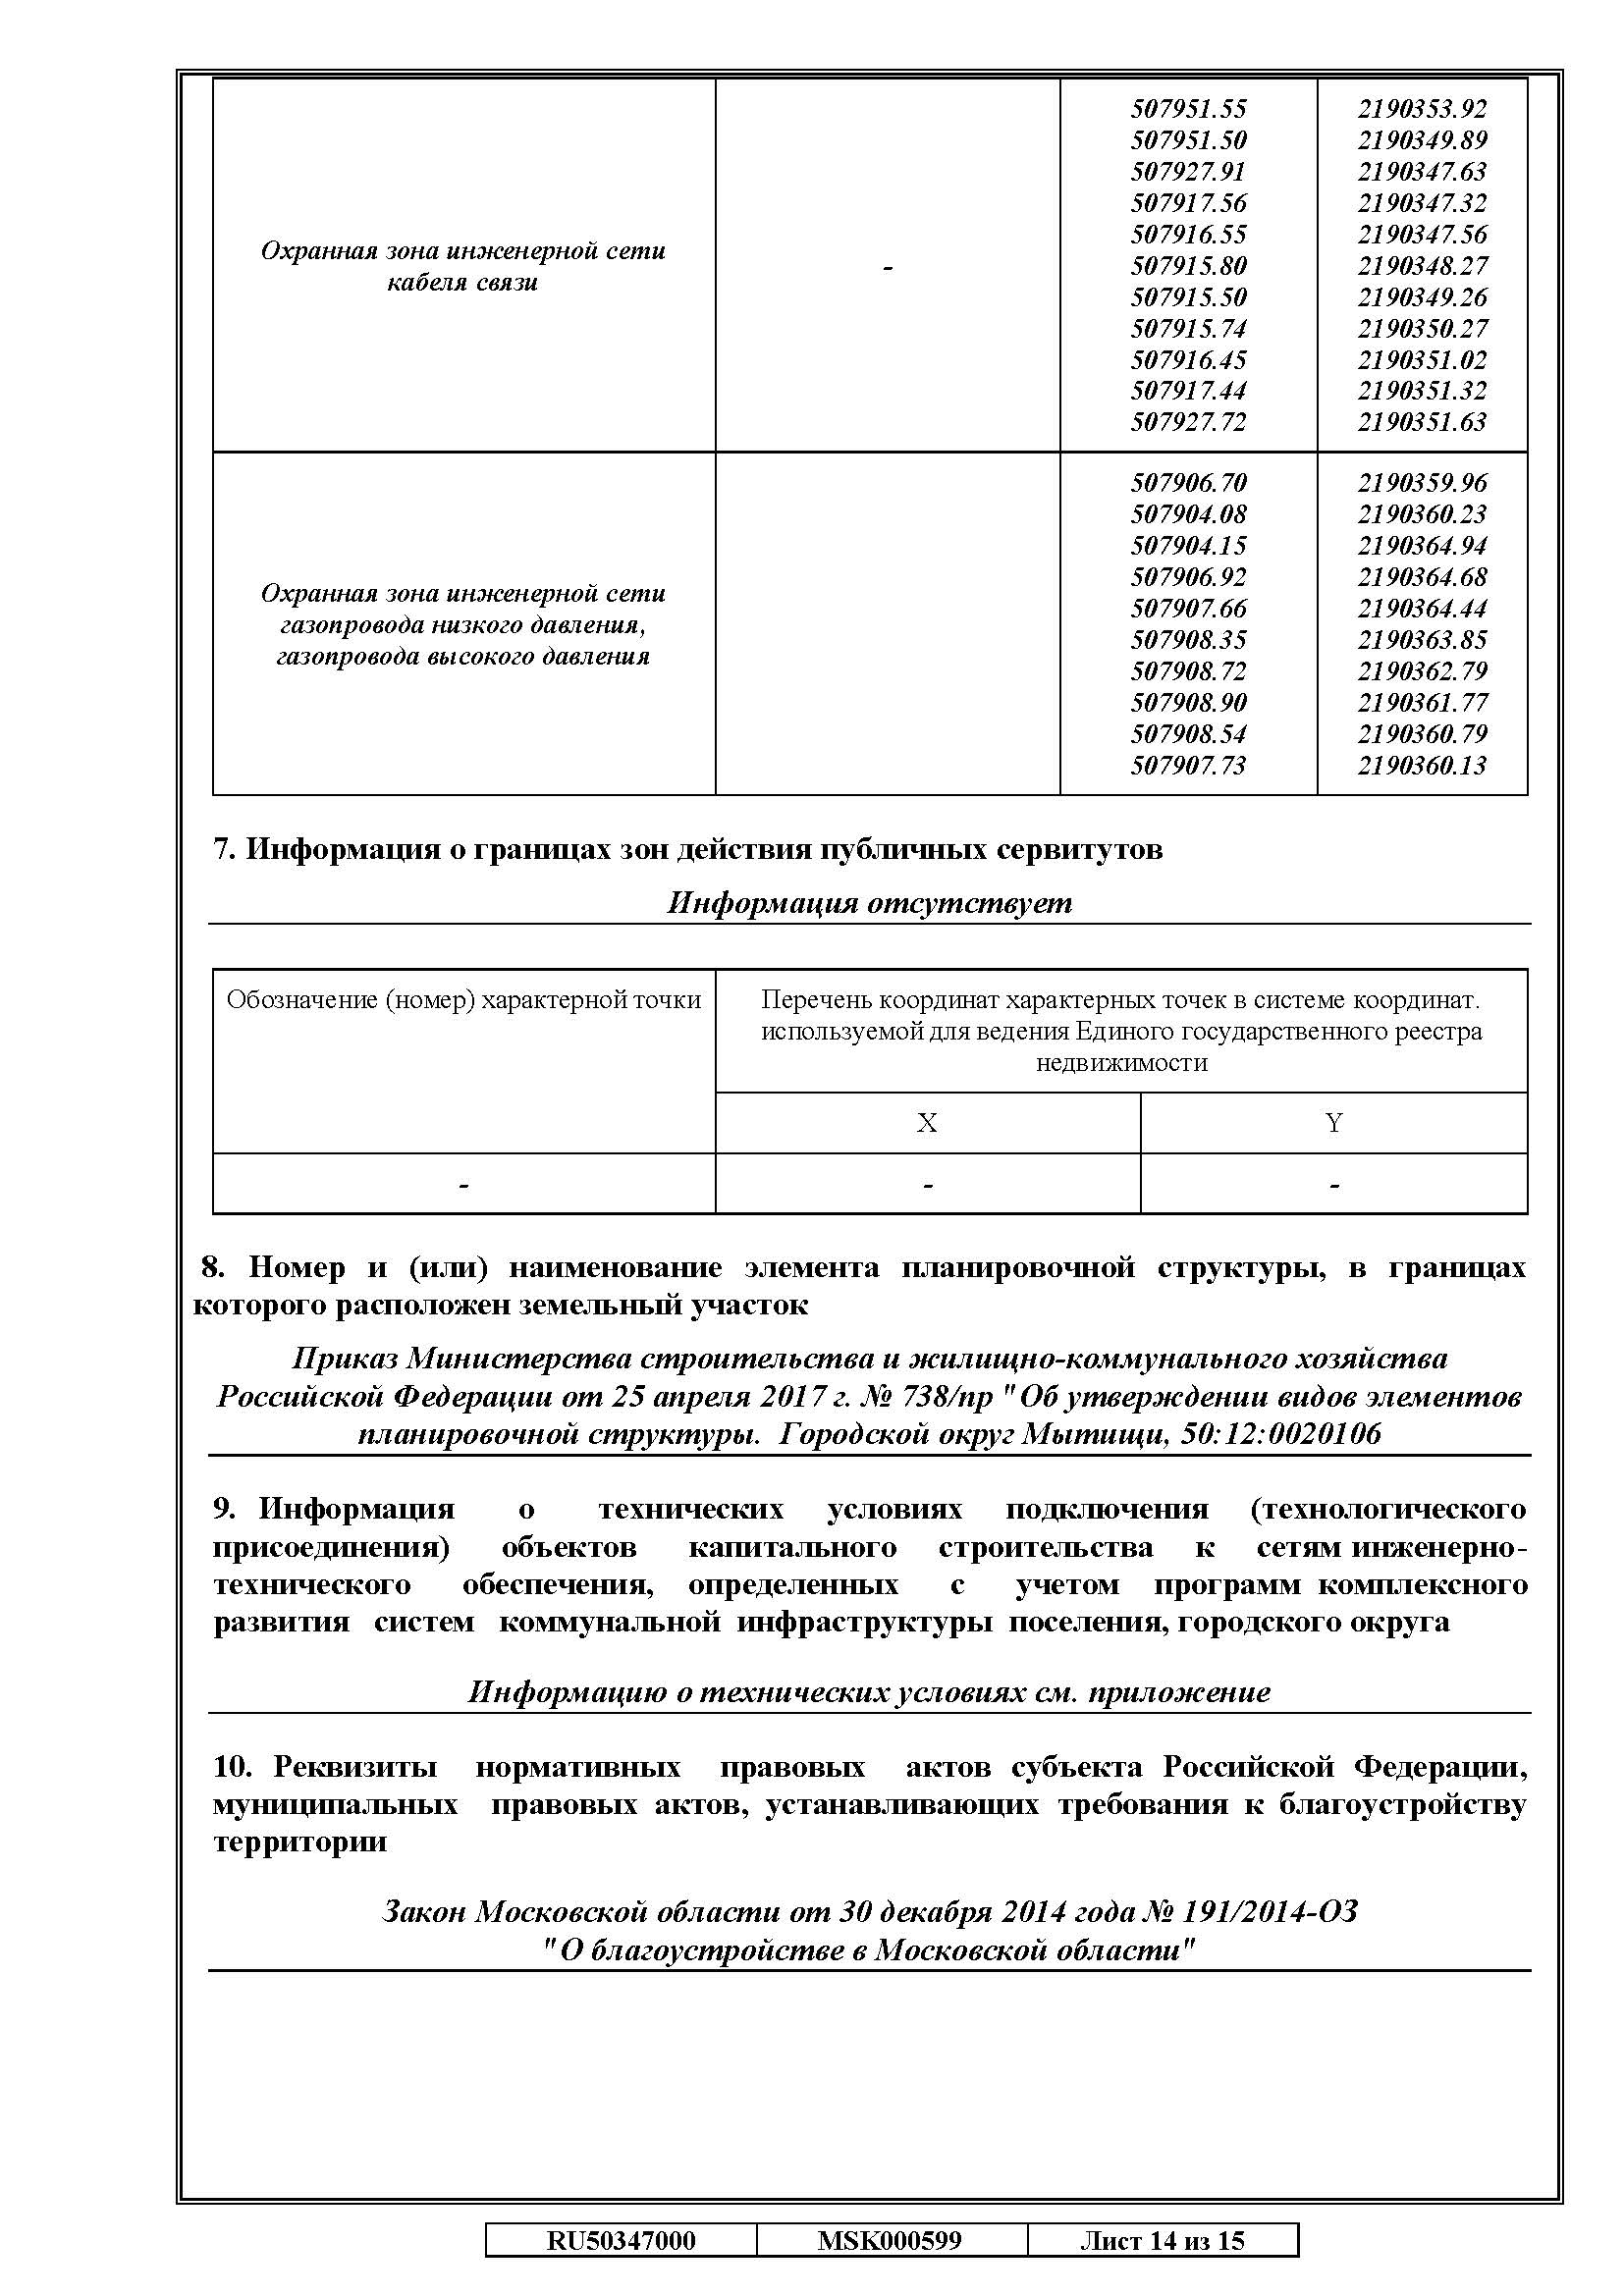 507951.55 2190353.92
507951.50 2190349.89
507927.91 2190347.63
507917.56 2190347.32
507916.55 2190347.56
Охранная зона инженерной сети
кабеля связи
-
507915.80 2190348.27
507915.50 2190349.26
507915.74 2190350.27
507916.45 2190351.02
507917.44 2190351.32
507927.72 2190351.63
507906.70 2190359.96
507904.08 2190360.23
507904.15 2190364.94
507906.92 2190364.68
Охранная зона инженерной сети
газопровода низкого давления,
газопровода высокого давления
507907.66 2190364.44
507908.35 2190363.85
507908.72 2190362.79
507908.90 2190361.77
507908.54 2190360.79
507907.73 2190360.13
7. Информация о границах зон действия публичных сервитутов
Информация отсутствует
Обозначение (номер) характерной точки
Перечень координат характерных точек в системе координат.
используемой для ведения Единого государственного реестра
недвижимости
X Y
- - -
8. Номер и (или) наименование элемента планировочной структуры, в границах
которого расположен земельный участок
Приказ Министерства строительства и жилищно-коммунального хозяйства
Российской Федерации от 25 апреля 2017 г. № 738/пр "Об утверждении видов элементов
планировочной структуры. Городской округ Мытищи, 50:12:0020106
9. Информация о технических условиях подключения (технологического
присоединения) объектов капитального строительства к сетям инженерно-
технического обеспечения, определенных с учетом программ комплексного
развития систем коммунальной инфраструктуры поселения, городского округа
Информацию о технических условиях см. приложение
10. Реквизиты нормативных правовых актов субъекта Российской Федерации,
муниципальных правовых актов, устанавливающих требования к благоустройству
территории
Закон Московской области от 30 декабря 2014 года № 191/2014-ОЗ
"О благоустройстве в Московской области"
RU50347000 MSK000599 Лист 14 из 15